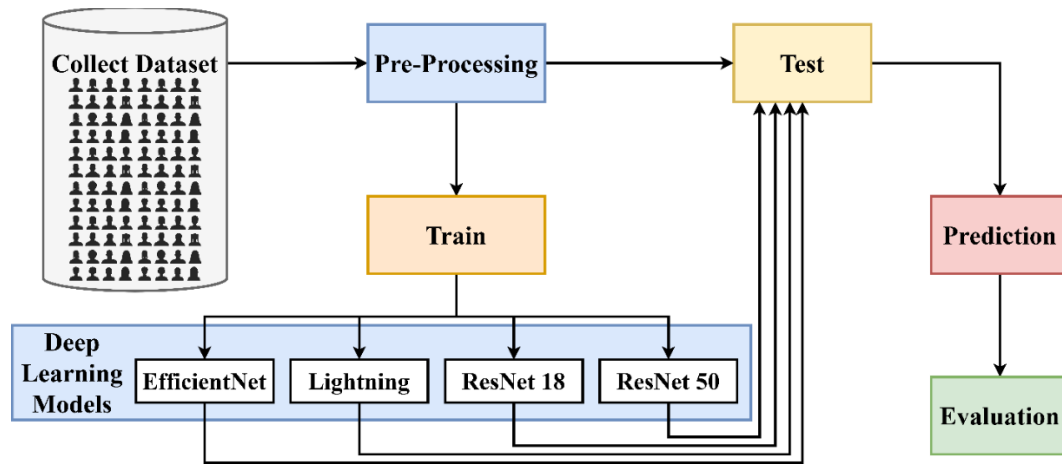 Collect Dataset
Pre-Processing
Test
Train
Prediction
Deep
Learning
Models
EfficientNet
Lightning
ResNet 18
ResNet 50
Evaluation